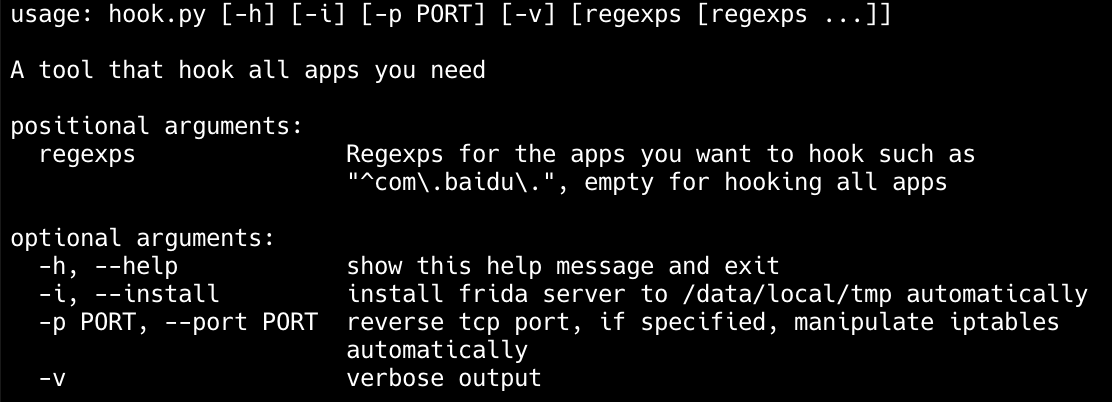 usage: hook.py [-h] [-i] [-p PORT] [-v] [regexps [regexps ...]]
A tool that hook all apps you need
positional arguments:
regexps Regexps for the apps you want to hook such as
"^com\.baidu\.", empty for hooking all apps
optional arguments:
-h, --help show this help message and exit
-i, --install install frida server to /data/local/tmp automatically
-p PORT, --port PORT reverse tcp port, if specified, manipulate iptables
automatically
-v verbose output